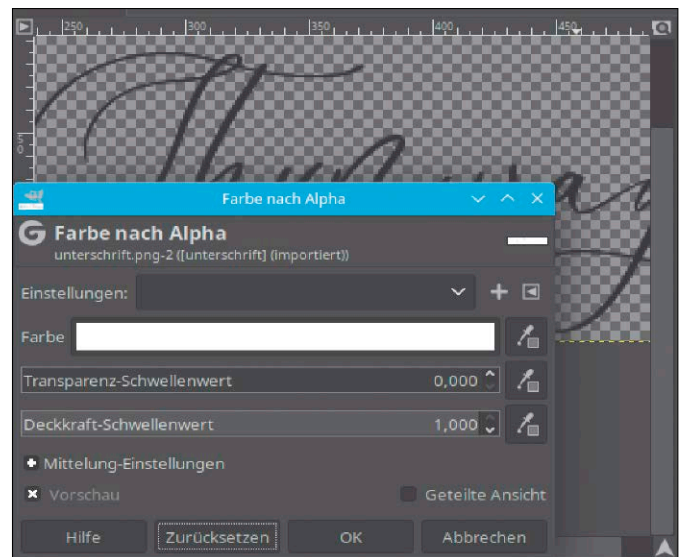 250 300 350 400 450
50
Farbe nach Alpha
Farbe nach Alpha
unterschrift.png-2 ([unterschrift] (importiert))
Einstellungen:
Farbe
Transparenz-Schwellenwert 0,000
Deckkraft-Schwellenwert 1,000
Mittelung-Einstellungen
Vorschau Geteilte Ansicht
Hilfe Zurücksetzen OK Abbrechen